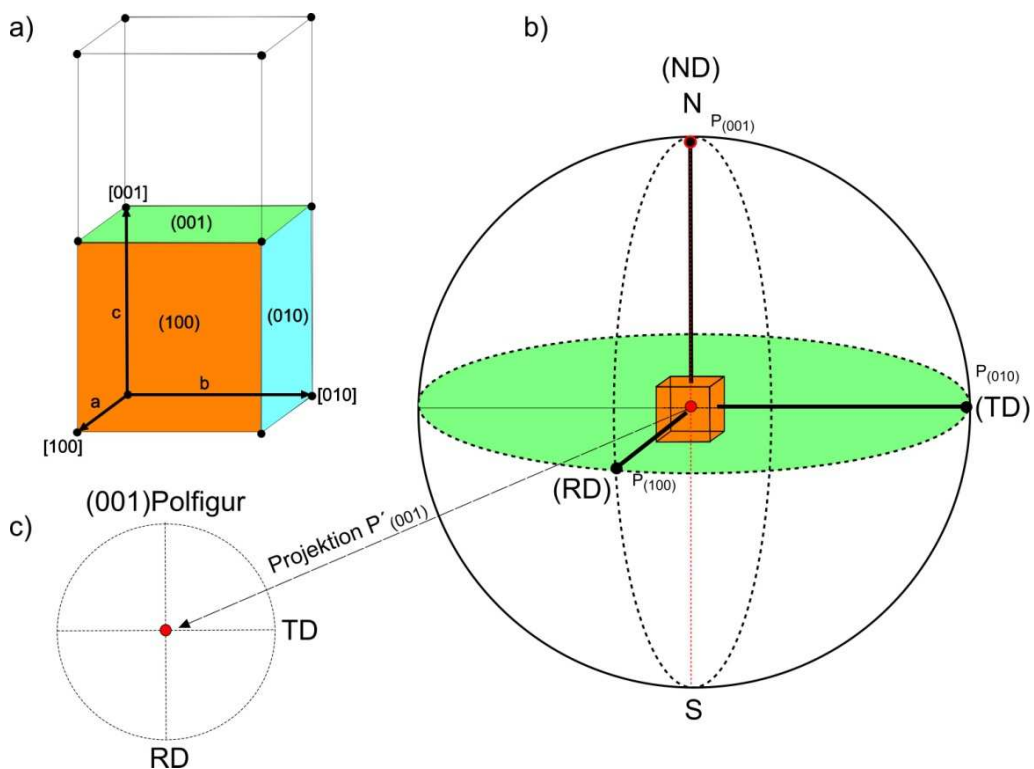 a)
[001]
(001)
c
(100)
(010)
a
b
[010]
[100]
b)
(ND)
N
P(001)
P(010)
(TD)
(RD)
P(100)
S
c)
(001)Polfigur
Projektion P´(001)
TD
RD